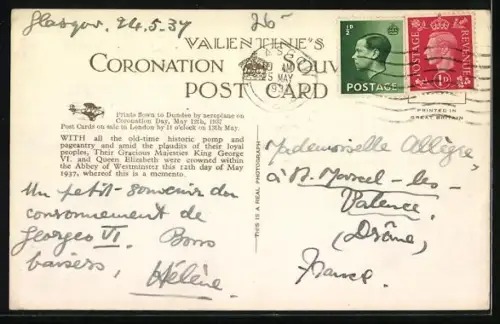 Glasgow, 24.5.37
26
VALENTINE'S
CORONATION SOUV
POST CARD
Prints flown to Dundee by aeroplane on
Coronation Day, May 12th, 1937
Post Cards on sale in London by 11 o'clock on 13th May.
WITH all the old-time historic pomp and
pageantry and amid the plaudits of their loyal
peoples, Their Gracious Majesties King George
VI. and Queen Elizabeth were crowned within
the Abbey of Westminster this 12th day of May
1937, whereof this is a memento.
Un petit souvenir du
couronnement de
Georges VI. Bons
baisers, Hélène.
THIS IS A REAL PHOTOGRAPH
MAY
½D
POSTAGE
POSTAGE
REVENUE
1D
PRINTED IN
GREAT BRITAIN
Mademoiselle Allègre
à St. Marcel-les-
Valence
(Drôme)
France.